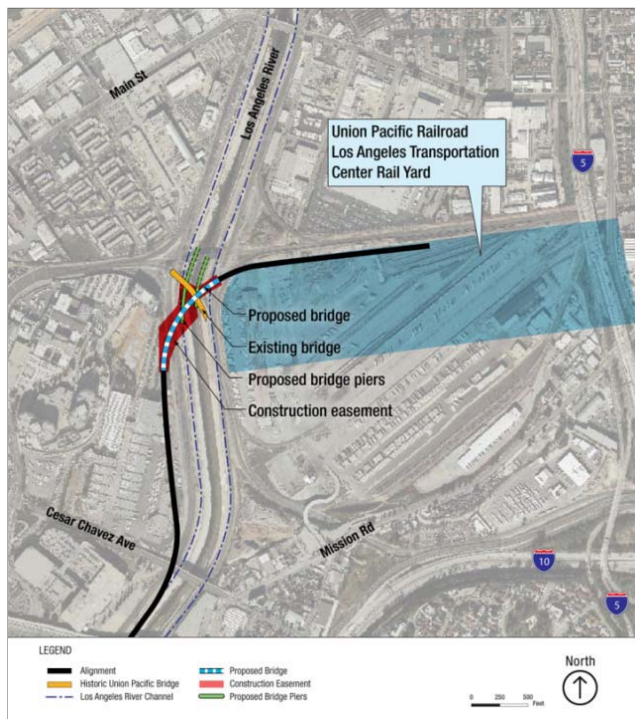 Main St
Los Angeles River
Union Pacific Railroad
Los Angeles Transportation
Center Rail Yard
5
Proposed bridge
Existing bridge
Proposed bridge piers
Construction easement
Cesar Chavez Ave
Mission Rd
10
5
LEGEND
Alignment
Historic Union Pacific Bridge
Los Angeles River Channel
Proposed Bridge
Construction Easement
Proposed Bridge Piers
0 250 500
Feet
North